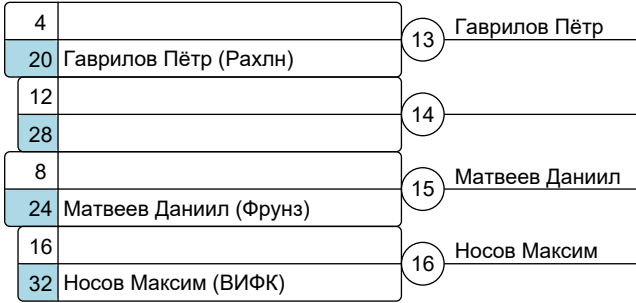 4
13 Гаврилов Пётр
20 Гаврилов Пётр (Рахлн)
12
14
28
8
15 Матвеев Даниил
24 Матвеев Даниил (Фрунз)
16
16 Носов Максим
32 Носов Максим (ВИФК)